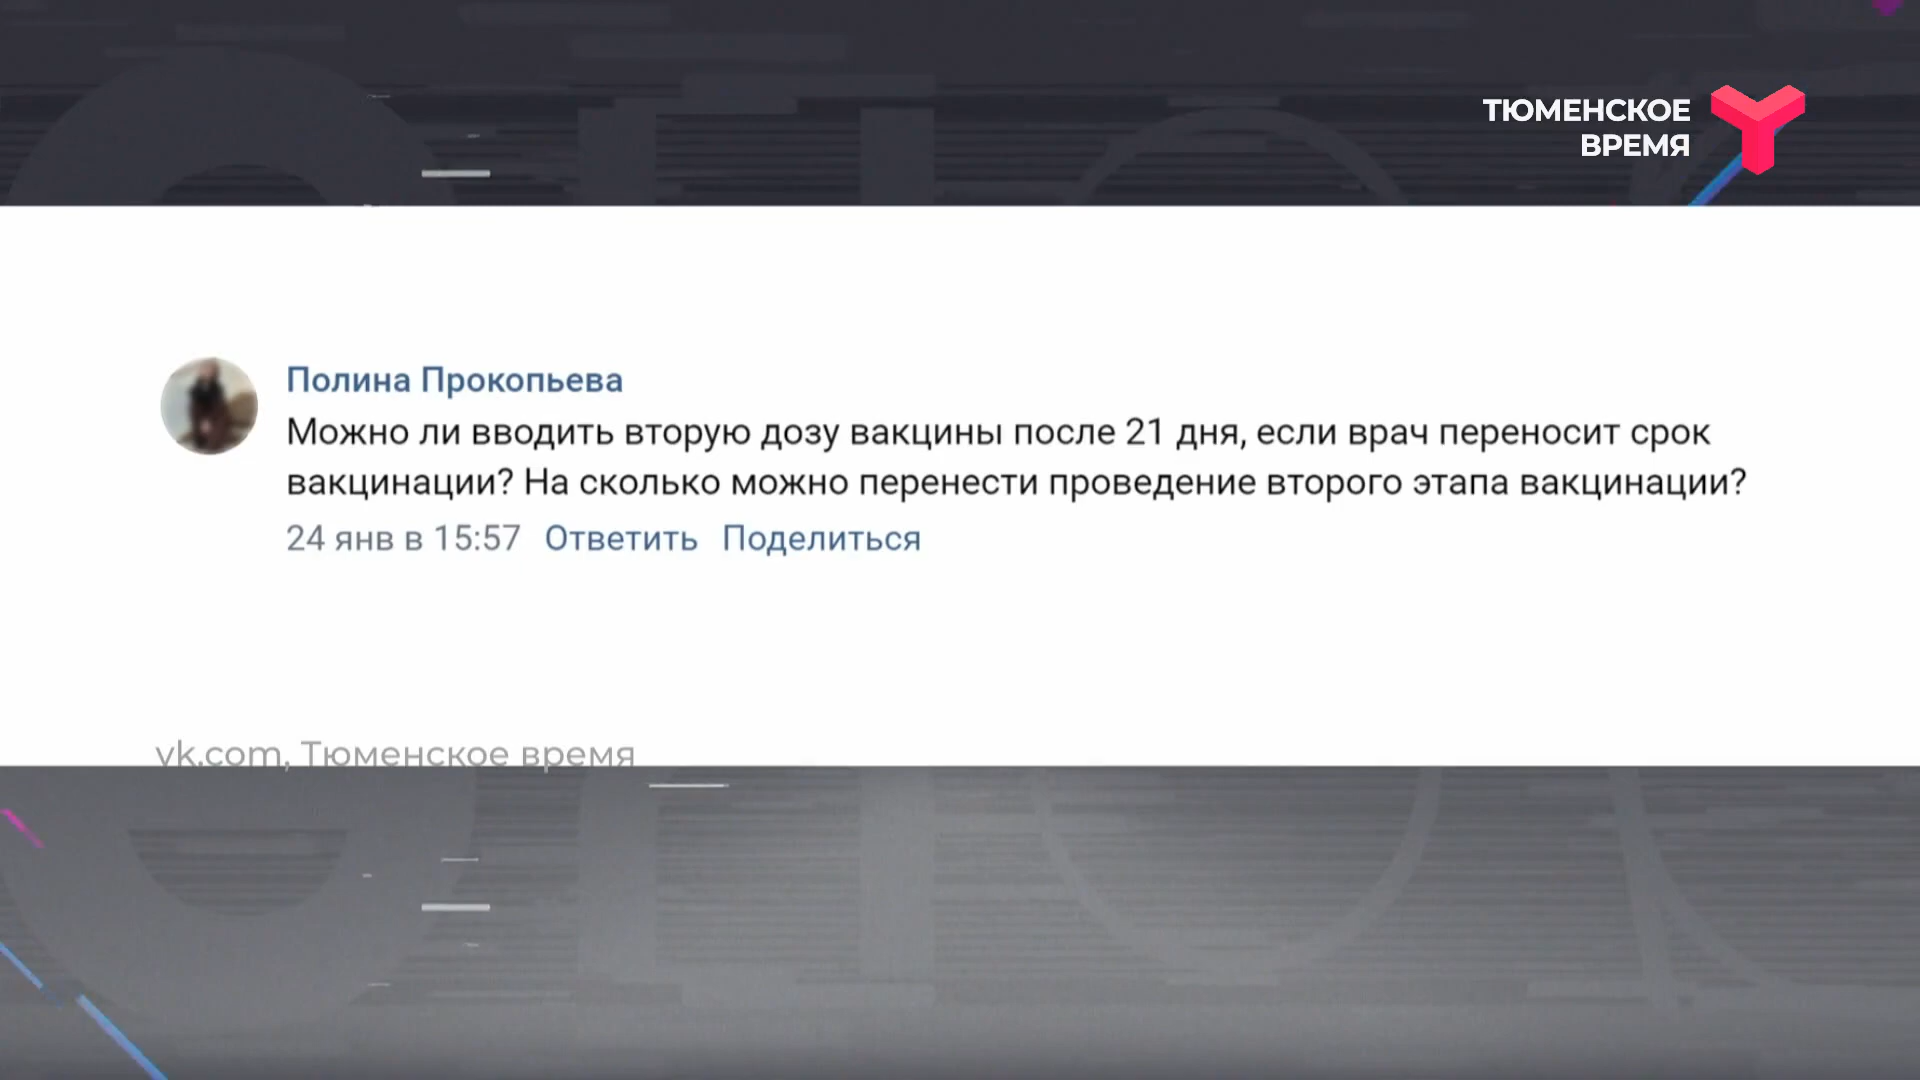 ТЮМЕНСКОЕ
ВРЕМЯ
Полина Прокопьева
Можно ли вводить вторую дозу вакцины после 21 дня, если врач переносит срок
вакцинации? На сколько можно перенести проведение второго этапа вакцинации?
24 янв в 15:57 Ответить Поделиться
vk.com, Тюменское время